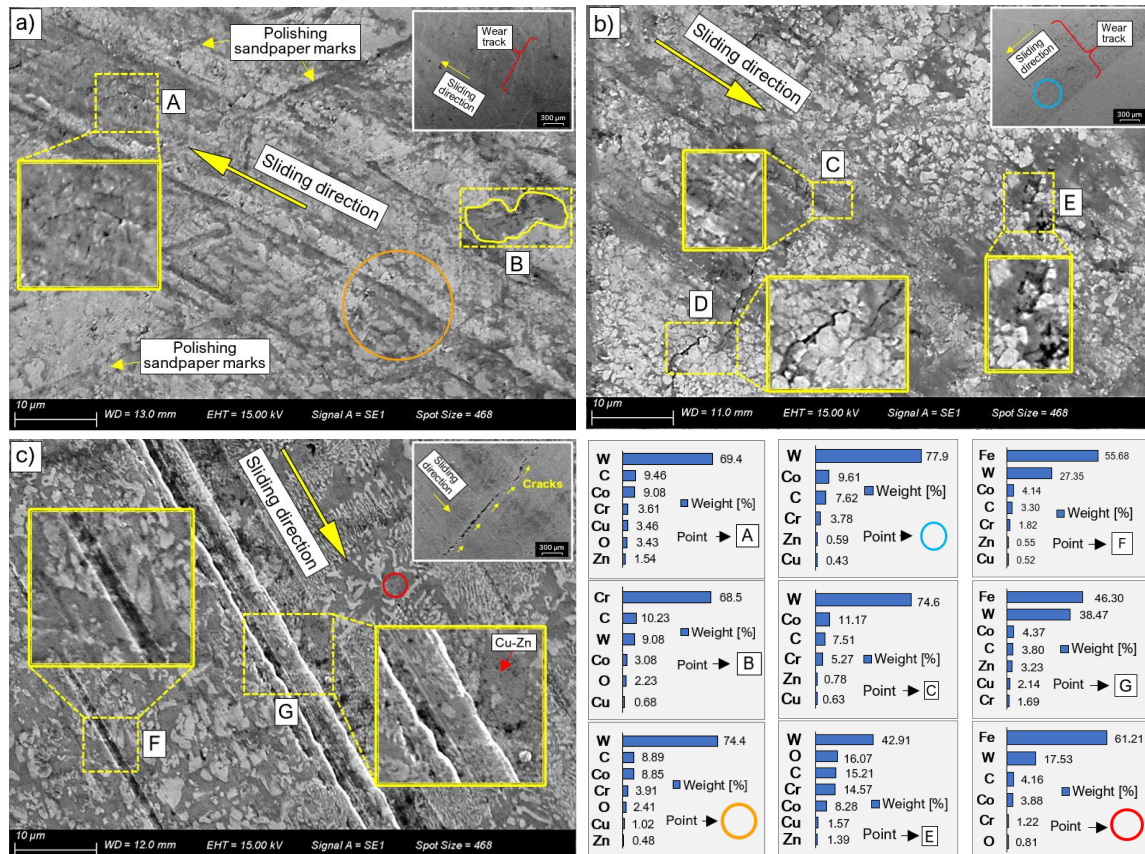 a)
Polishing
sandpaper marks
Wear
track
Sliding
direction
300 µm
A
Sliding direction
B
Polishing
sandpaper marks
10 µm
WD = 13.0 mm EHT = 15.00 kV Signal A = SE1 Spot Size = 468
b)
Sliding
direction
Sliding
direction
Wear
track
300 µm
C
E
D
10 µm
WD = 11.0 mm EHT = 15.00 kV Signal A = SE1 Spot Size = 468
c)
Sliding
direction
Sliding
direction
Cracks
300 µm
Cu-Zn
G
F
10 µm
WD = 12.0 mm EHT = 15.00 kV Signal A = SE1 Spot Size = 468
W 69.4
C 9.46
Co 9.08
Cr 3.61
Cu 3.46
O 3.43
Zn 1.54
Weight [%]
Point A
W 77.9
Co 9.61
C 7.62
Cr 3.78
Zn 0.59
Cu 0.43
Weight [%]
Point
Fe 55.68
W 27.35
Co 4.14
C 3.30
Cr 1.82
Zn 0.55
Cu 0.52
Weight [%]
Point F
Cr 68.5
C 10.23
W 9.08
Co 3.08
O 2.23
Cu 0.68
Weight [%]
Point B
W 74.6
Co 11.17
C 7.51
Cr 5.27
Zn 0.78
Cu 0.63
Weight [%]
Point C
Fe 46.30
W 38.47
Co 4.37
C 3.80
Zn 3.23
Cu 2.14
Cr 1.69
Weight [%]
Point G
W 74.4
C 8.89
Co 8.85
Cr 3.91
O 2.41
Cu 1.02
Zn 0.48
Weight [%]
Point
W 42.91
O 16.07
C 15.21
Cr 14.57
Co 8.28
Cu 1.57
Zn 1.39
Weight [%]
Point E
Fe 61.21
W 17.53
C 4.16
Co 3.88
Cr 1.22
O 0.81
Weight [%]
Point